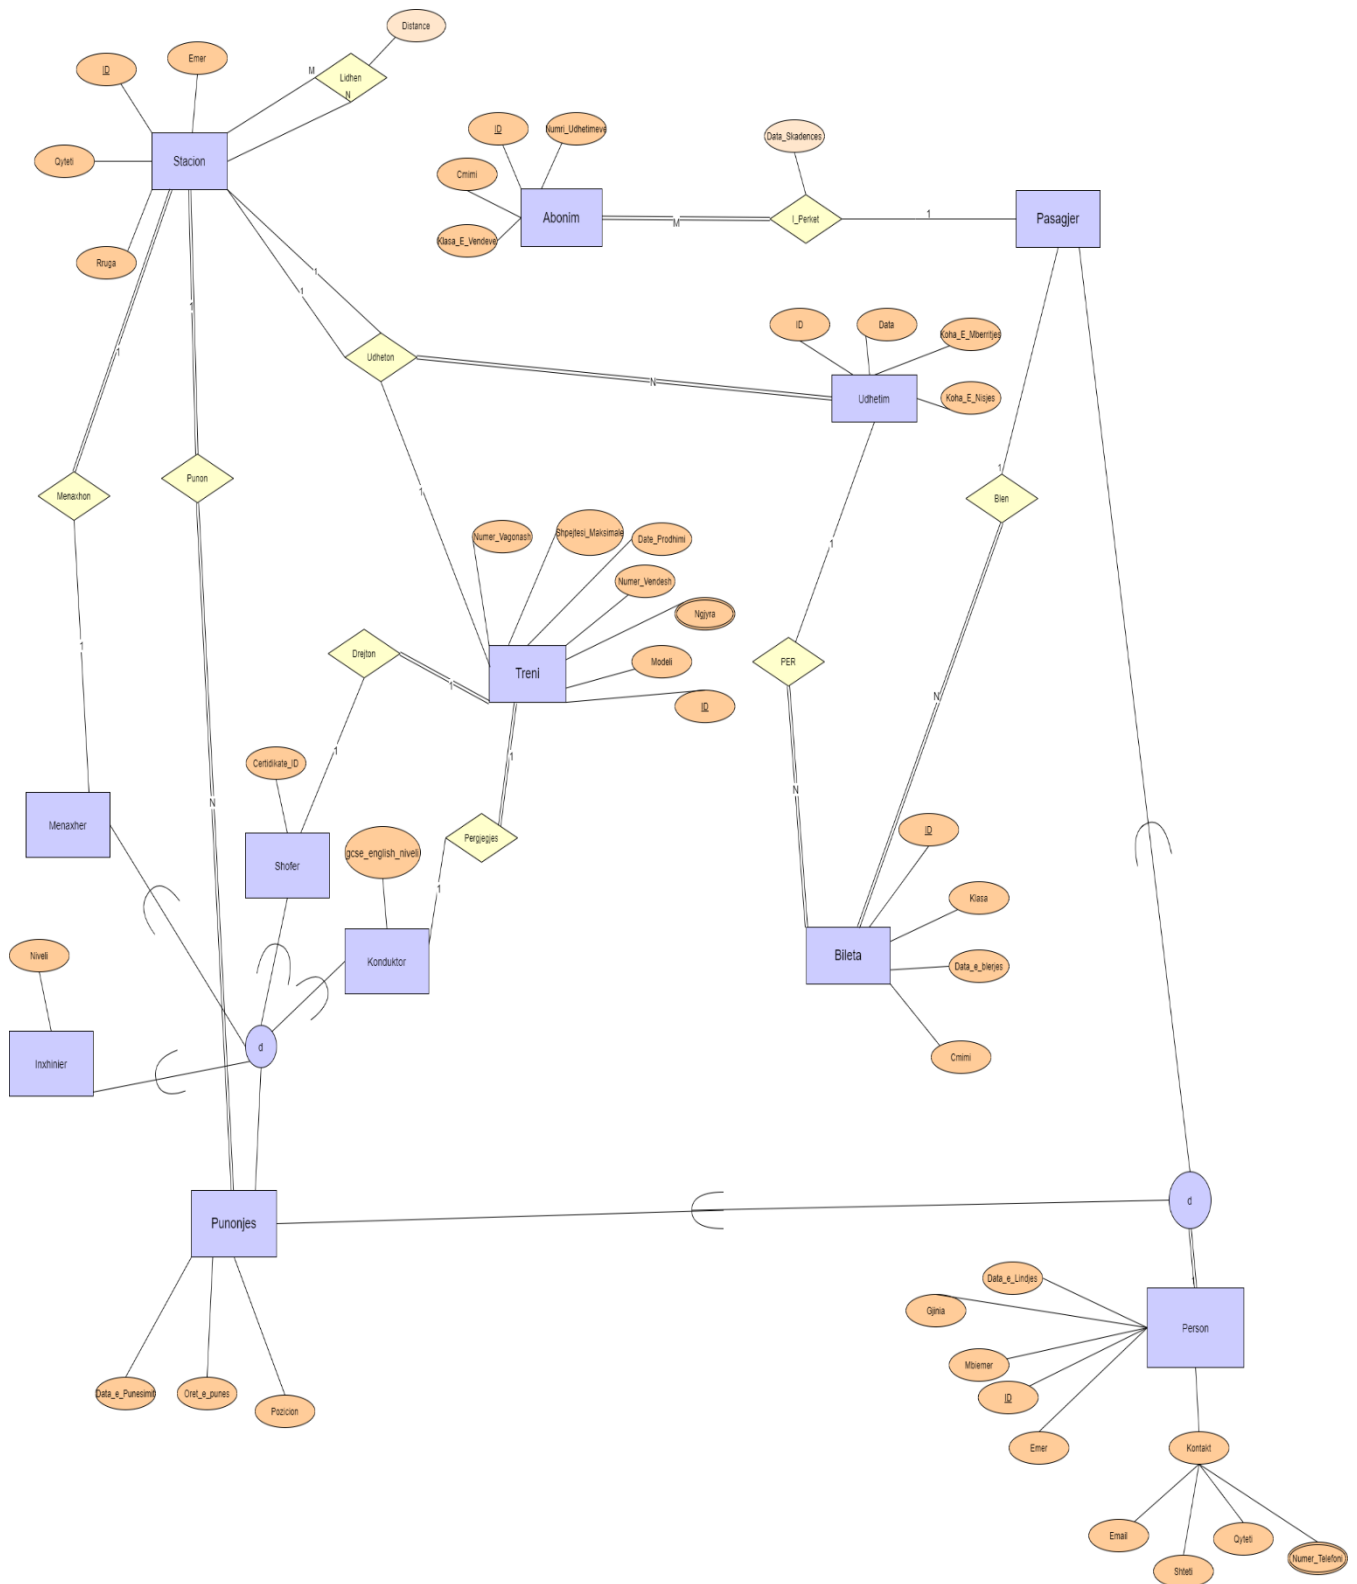 Distance
Emer
ID
M
Lidhen
N
Qyteti
Stacion
Rruga
ID
Numri_Udhetimeve
Data_Skadences
Cmimi
Abonim
M
I_Perket
1
Pasagjer
Klasa_E_Vendeve
1
1
1
1
Udheton
N
ID
Data
Koha_E_Mberritjes
Udhetim
Koha_E_Nisjes
Menaxhon
Punon
1
1
Blen
Numer_Vagonash
Shpejtesi_Maksimale
Date_Prodhimi
1
Numer_Vendesh
Ngjyra
1
Drejton
1
Treni
Modeli
PER
ID
N
1
Certidikate_ID
1
N
N
Menaxher
Pergjegjes
gcse_english_niveli
ID
Shofer
1
Klasa
Niveli
Konduktor
Bileta
Data_e_blerjes
d
Inxhinier
Cmimi
d
Punonjes
Data_e_Lindjes
1
Gjinia
Person
Mbiemer
Data_e_Punesimit
Oret_e_punes
ID
Pozicion
Emer
Kontakt
Email
Qyteti
Shteti
Numer_Telefoni